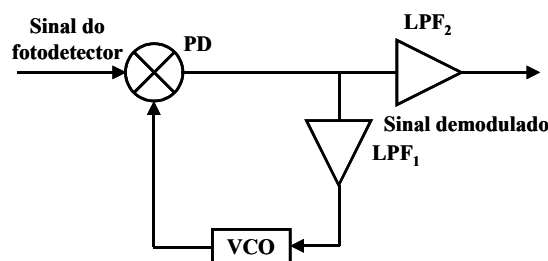 Sinal do
fotodetector
PD
LPF₂
Sinal demodulado
LPF₁
VCO